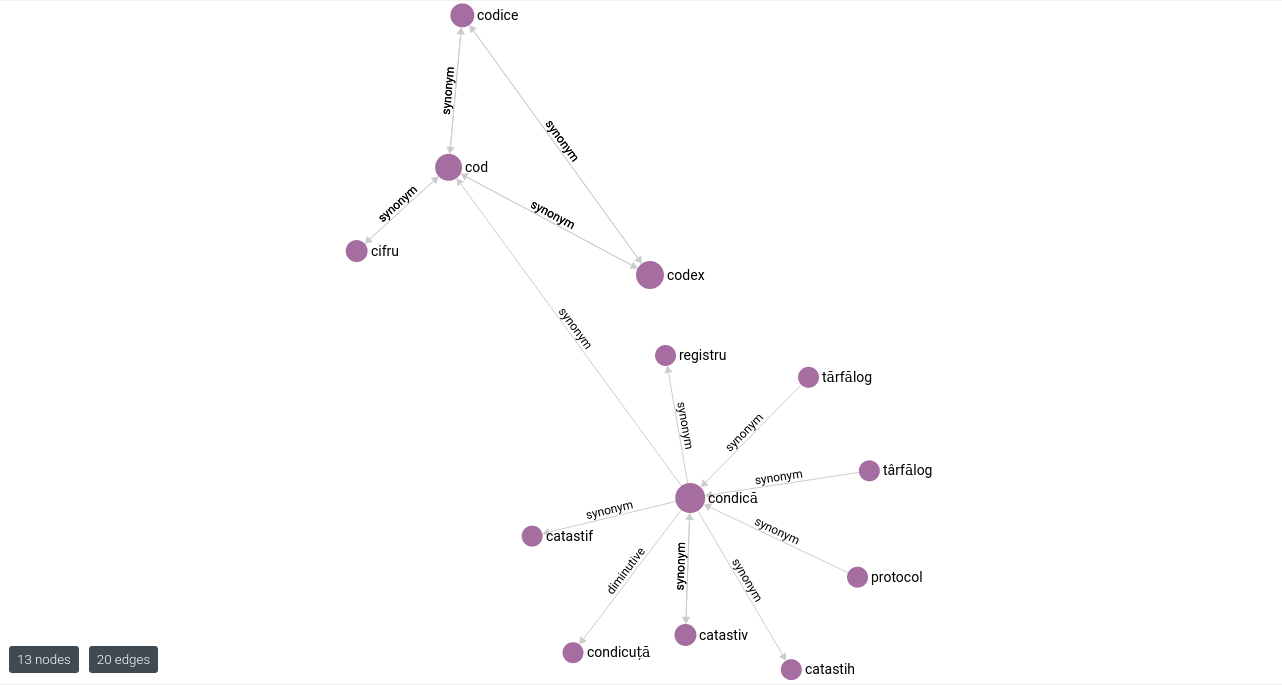 codice
synonym
synonym
cod
synonym
synonym
cifru
codex
synonym
registru
tărfălog
synonym
synonym
târfălog
synonym
condică
synonym
catastif
synonym
diminutive
synonym
synonym
protocol
catastiv
condicuță
catastih
13 nodes
20 edges